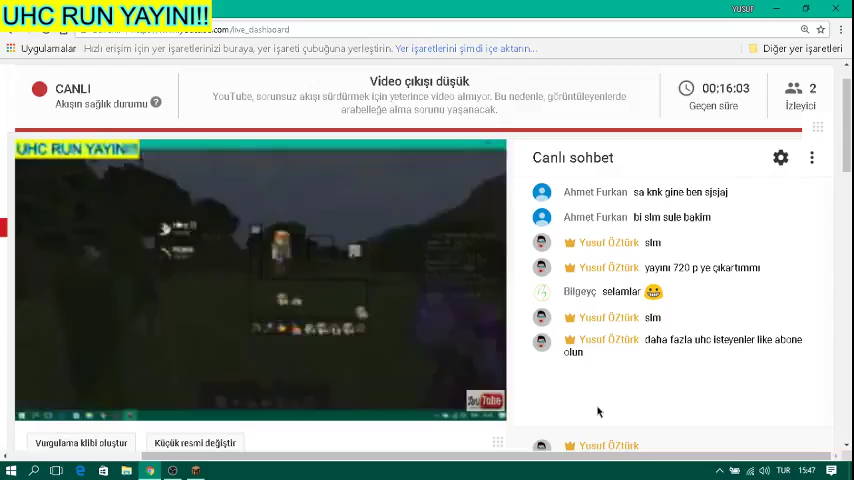 UHC RUN YAYINI!!
YUSUF
/live_dashboard
Uygulamalar
Hızlı erişim için yer işaretlerinizi buraya, yer işareti çubuğuna yerleştirin. Yer işaretlerini şimdi içe aktarın...
Diğer yer işaretleri
CANLI
Akışın sağlık durumu
Video çıkışı düşük
YouTube, sorunsuz akışı sürdürmek için yeterince video almıyor. Bu nedenle, görüntüleyenlerde
arabelleğe alma sorunu yaşanacak.
00:16:03
Geçen süre
2
İzleyici
UHC RUN YAYINI!!
YouTube
Canlı sohbet
Ahmet Furkan sa knk gine ben sjsjaj
Ahmet Furkan bi slm sule bakim
Yusuf ÖZtürk slm
Yusuf ÖZtürk yayını 720 p ye çıkartımmı
Bilgeyç selamlar
Yusuf ÖZtürk slm
Yusuf ÖZtürk daha fazla uhc isteyenler like abone
olun
Yusuf ÖZtürk
Vurgulama klibi oluştur
Küçük resmi değiştir
TUR
15:47